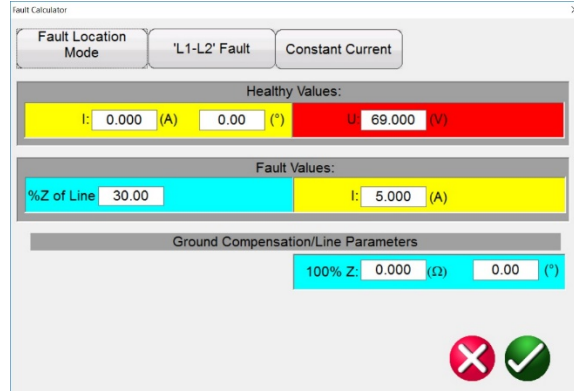 Fault Calculator
Fault Location
Mode
'L1-L2' Fault
Constant Current
Healthy Values:
I: 0.000 (A) 0.00 (°) U: 69.000 (V)
Fault Values:
%Z of Line 30.00 I: 5.000 (A)
Ground Compensation/Line Parameters
100% Z: 0.000 (Ω) 0.00 (°)